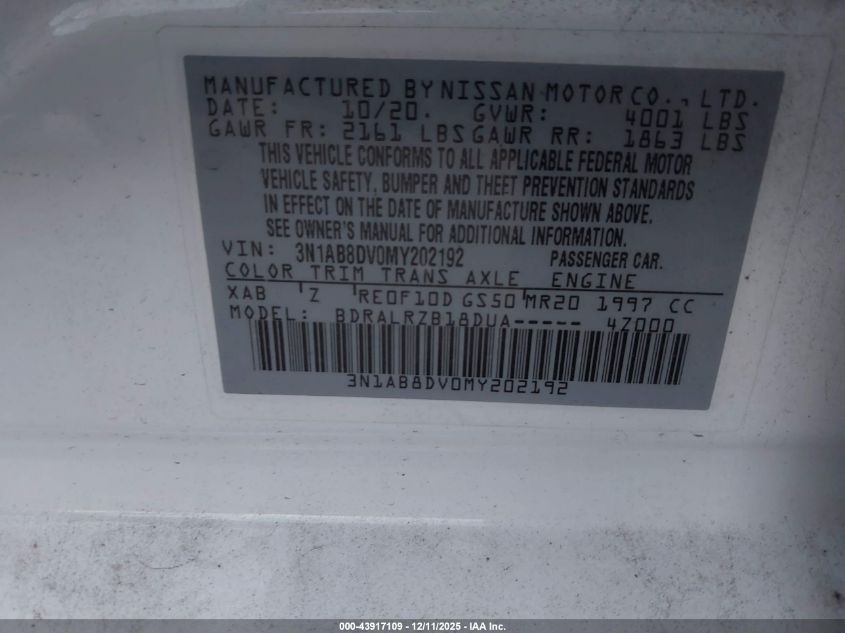 MANUFACTURED BY NISSAN MOTOR CO., LTD.
DATE: 10/20. GVWR: 4001 LBS
GAWR FR: 2161 LBS GAWR RR: 1863 LBS
THIS VEHICLE CONFORMS TO ALL APPLICABLE FEDERAL MOTOR
VEHICLE SAFETY, BUMPER AND THEFT PREVENTION STANDARDS
IN EFFECT ON THE DATE OF MANUFACTURE SHOWN ABOVE.
SEE OWNER'S MANUAL FOR ADDITIONAL INFORMATION.
VIN: 3N1AB8DV0MY202192 PASSENGER CAR.
COLOR TRIM TRANS AXLE ENGINE
XAB Z RE0F10D GS50 MR20 1997 CC
MODEL: BDRALRZB18DUA----- 4Z000
3N1AB8DV0MY202192
000-43917109 - 12/11/2025 - IAA Inc.